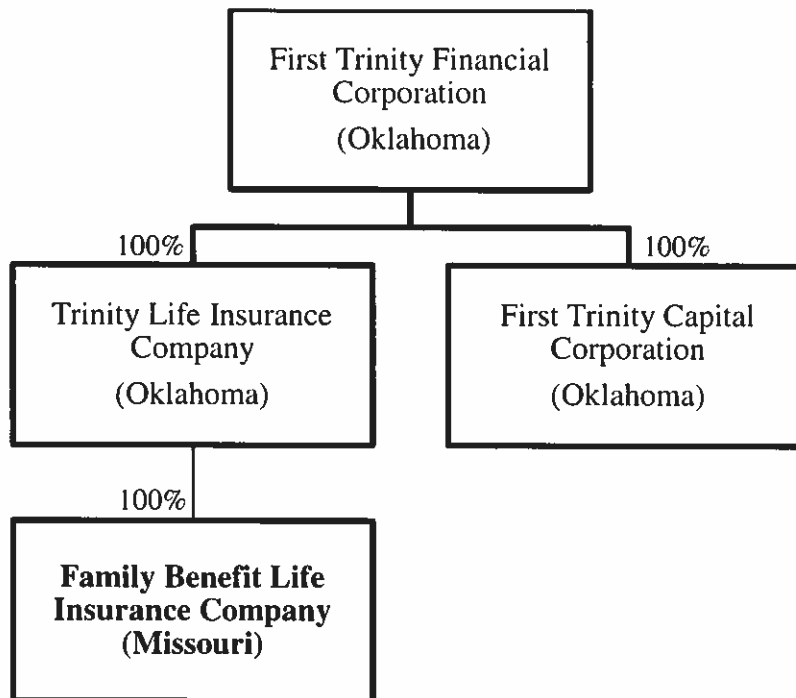 First Trinity Financial
Corporation
(Oklahoma)
100%
100%
Trinity Life Insurance
Company
(Oklahoma)
First Trinity Capital
Corporation
(Oklahoma)
100%
Family Benefit Life
Insurance Company
(Missouri)